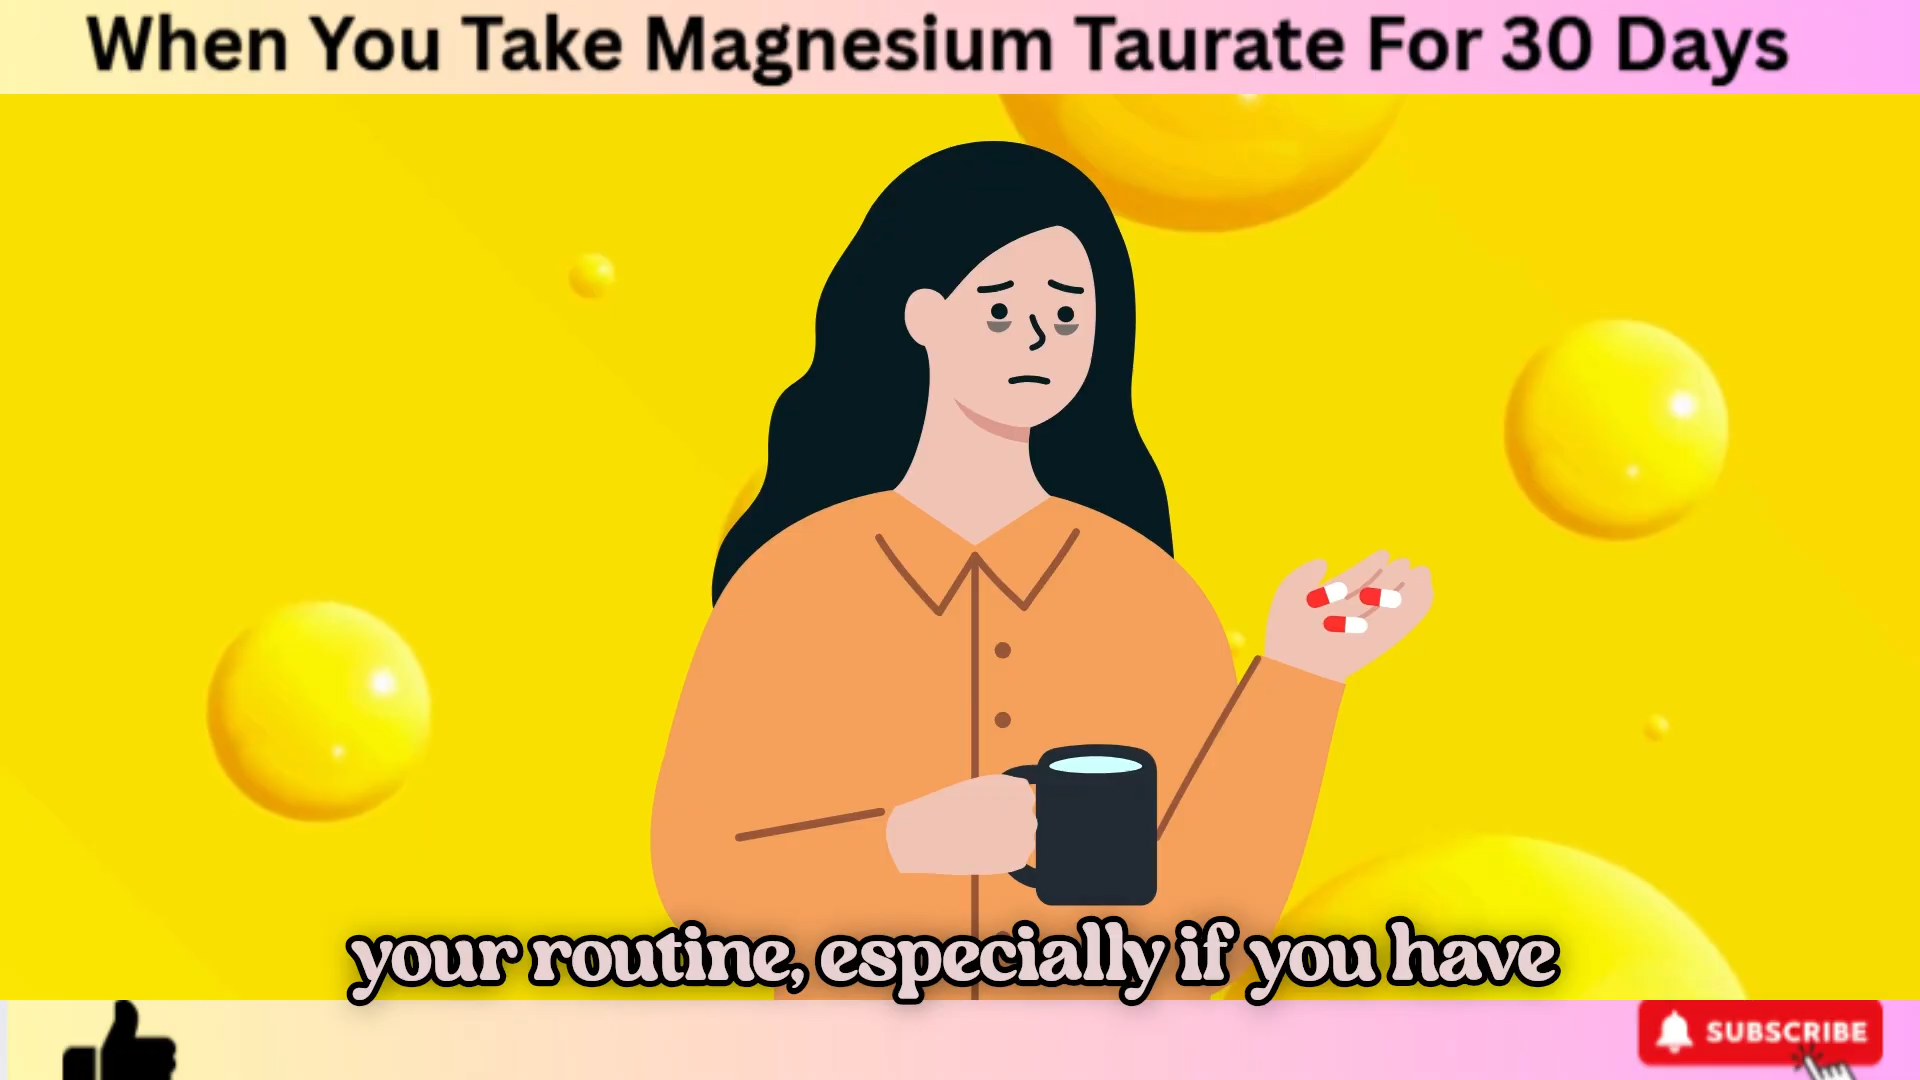 When You Take Magnesium Taurate For 30 Days
your routine, especially if you have
SUBSCRIBE